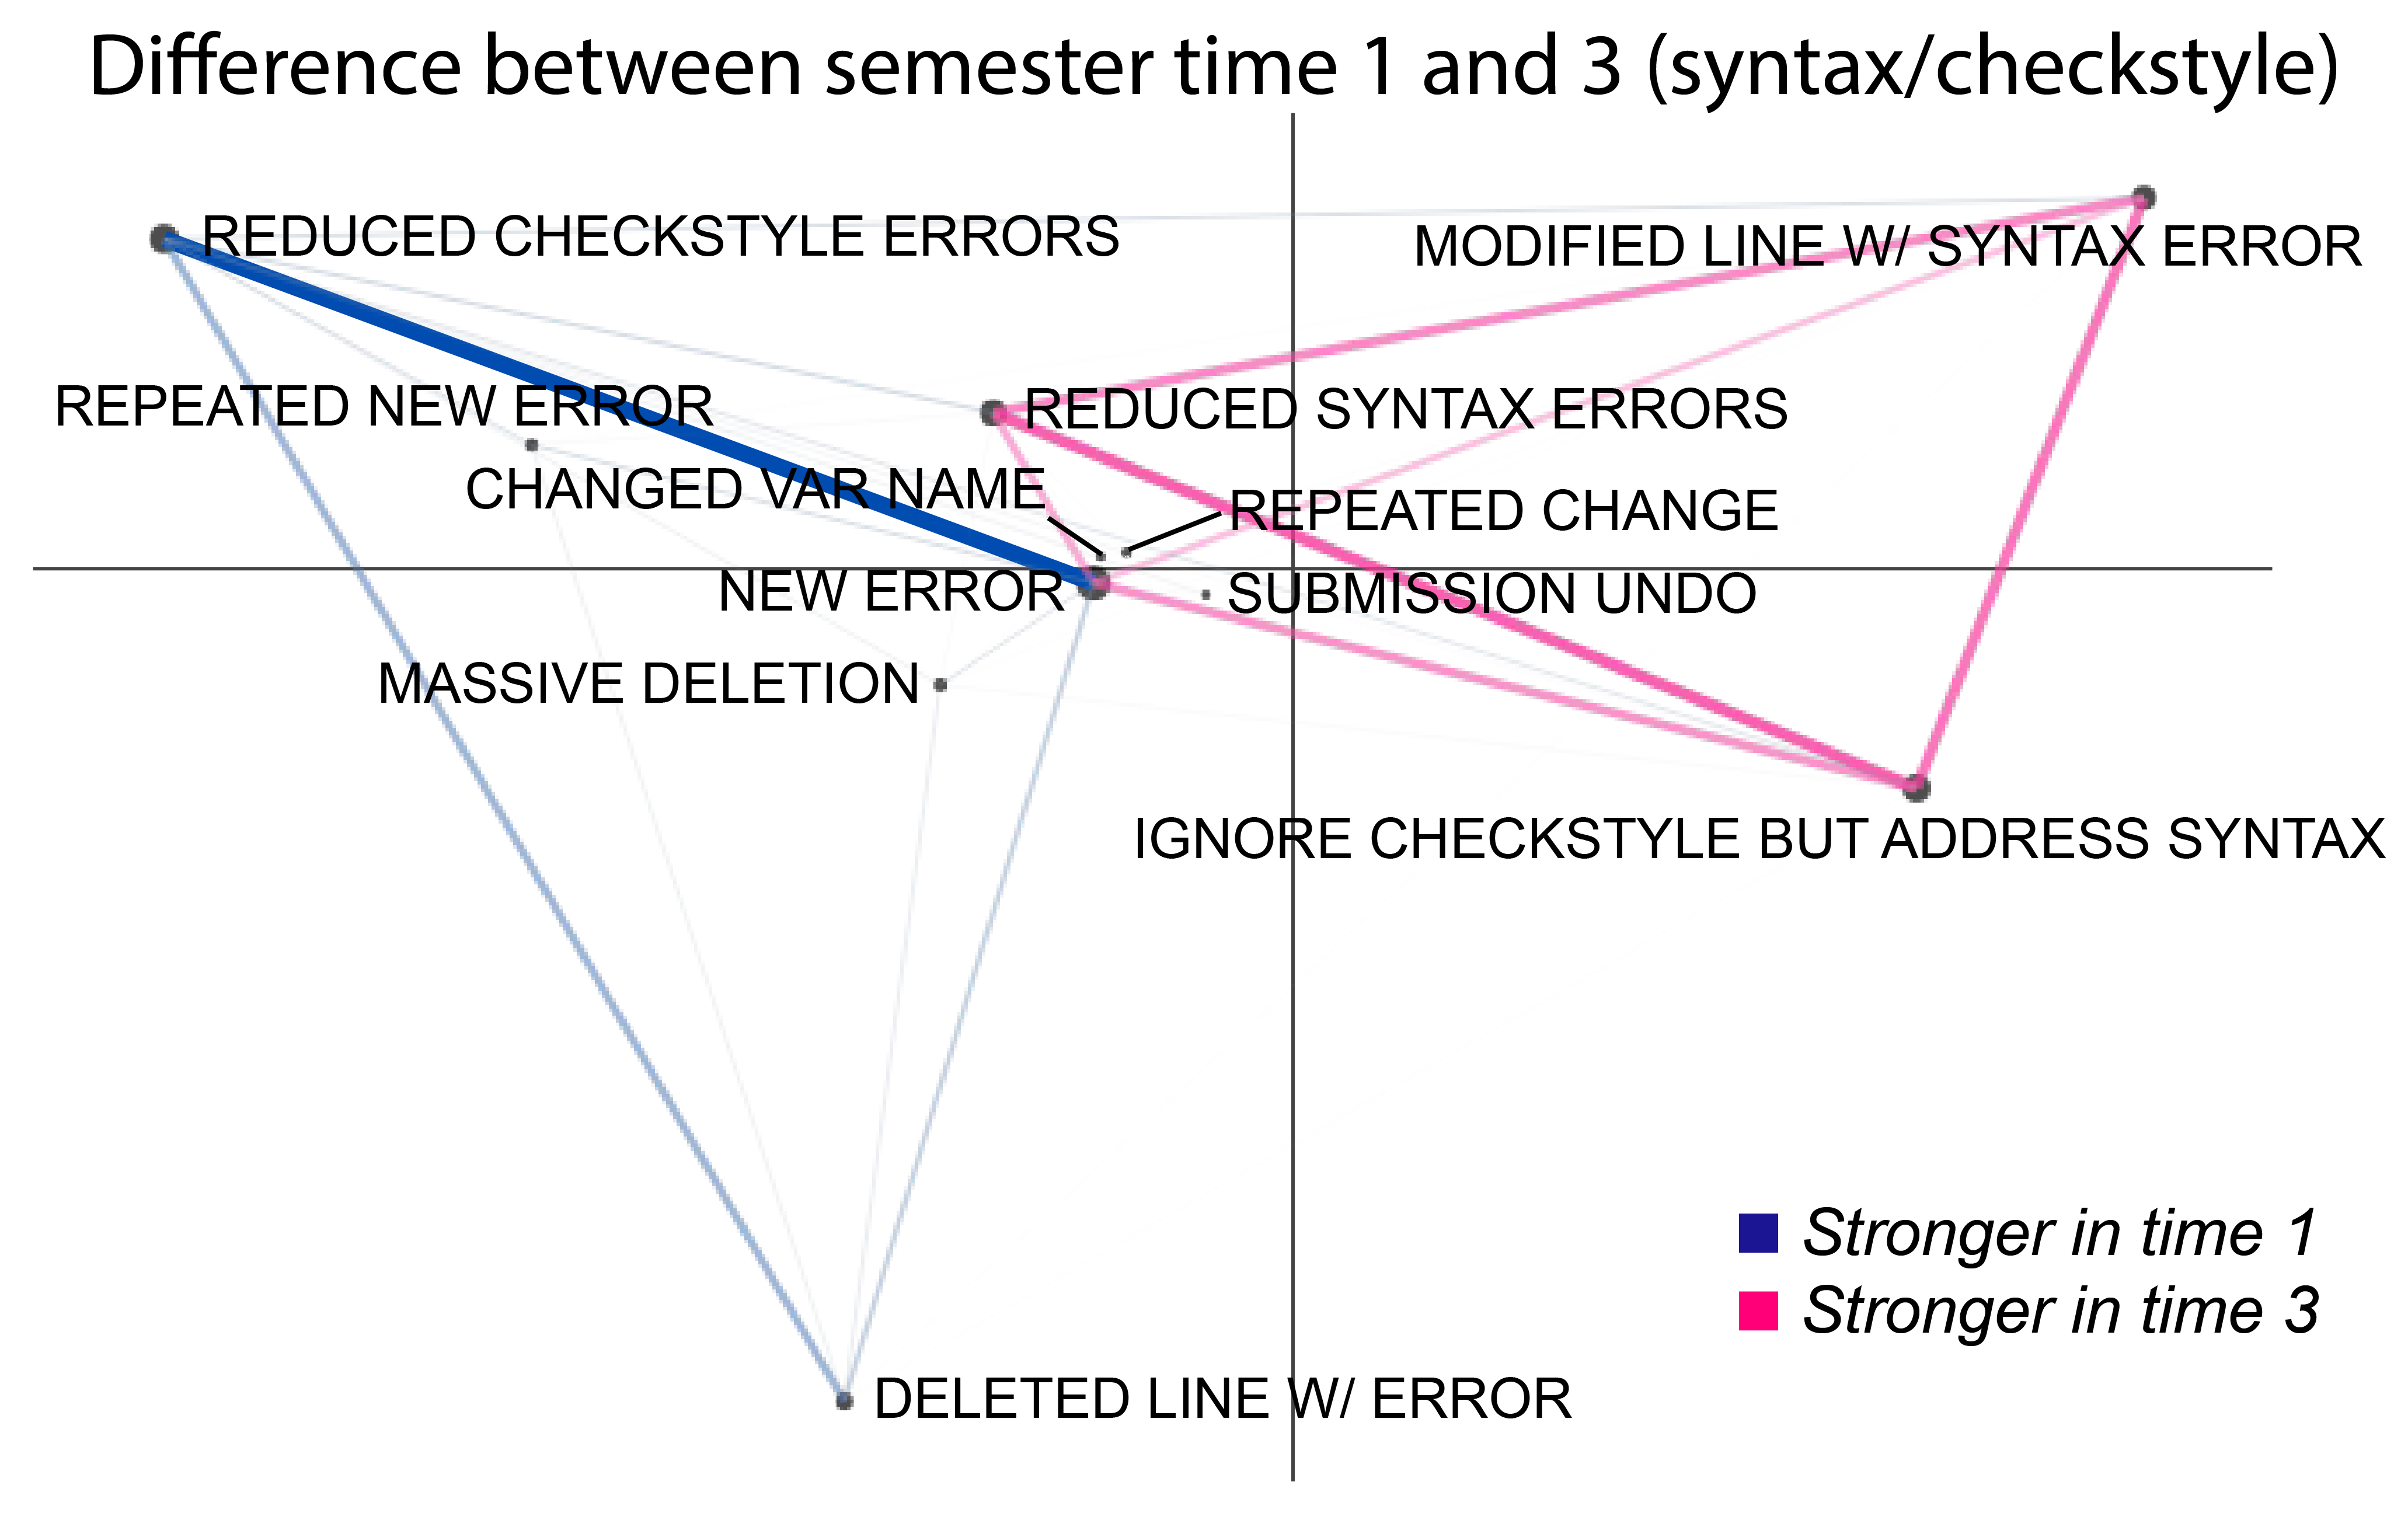 Difference between semester time 1 and 3 (syntax/checkstyle)
REDUCED CHECKSTYLE ERRORS
MODIFIED LINE W/ SYNTAX ERROR
REPEATED NEW ERROR
REDUCED SYNTAX ERRORS
CHANGED VAR NAME
REPEATED CHANGE
NEW ERROR
SUBMISSION UNDO
MASSIVE DELETION
IGNORE CHECKSTYLE BUT ADDRESS SYNTAX
Stronger in time 1
Stronger in time 3
DELETED LINE W/ ERROR